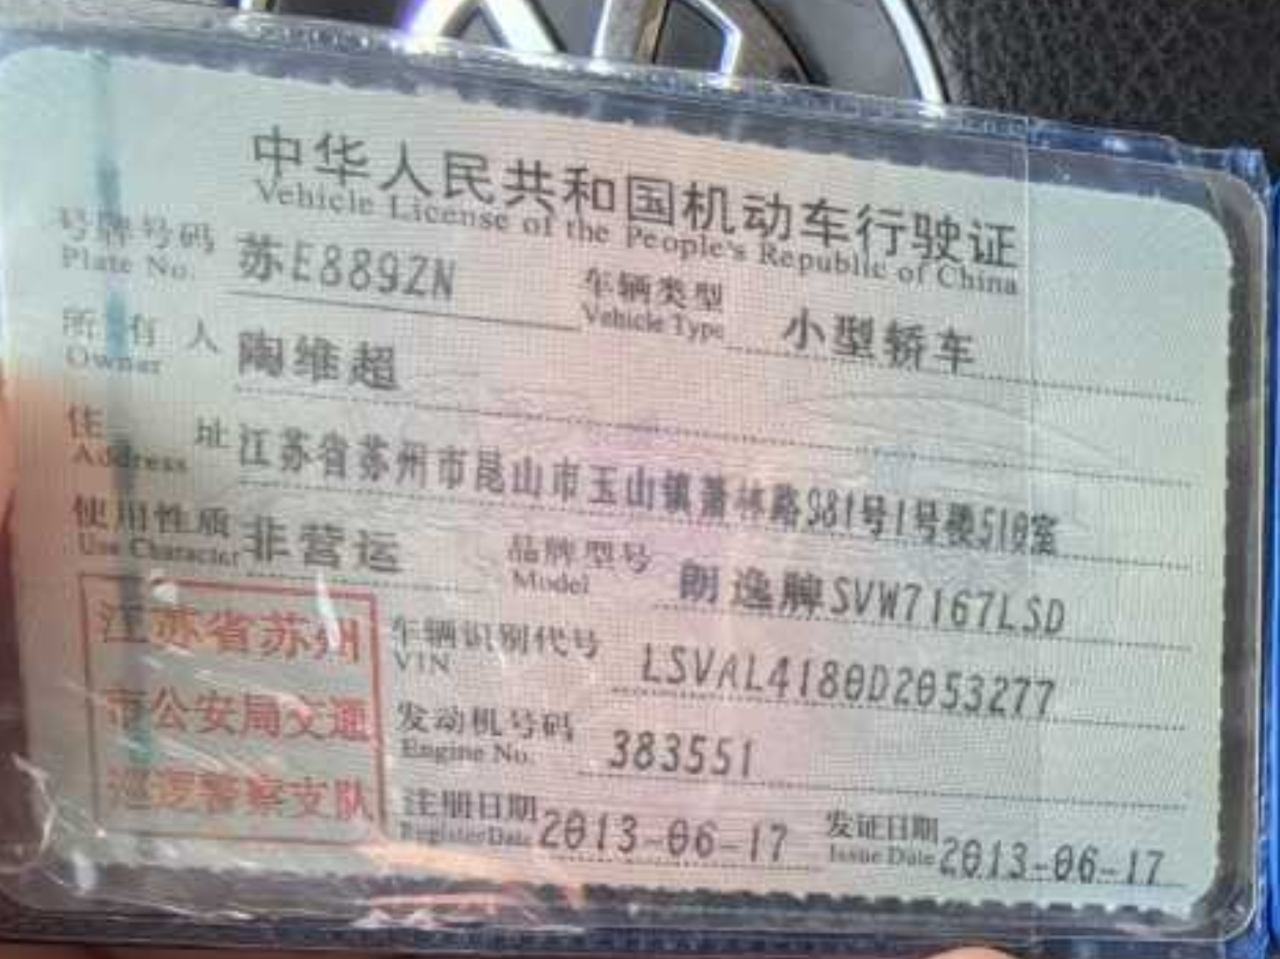 中华人民共和国机动车行驶证
Vehicle License of the People's Republic of China
号牌号码 苏E889ZN 车辆类型 小型轿车
Plate No. Vehicle Type
所有人 陶维超
Owner
住址 江苏省苏州市昆山市玉山镇萧林路981号1号楼510室
Address
使用性质 非营运 品牌型号 朗逸牌SVW7167LSD
Use Character Model
江苏省苏州
市公安局交通
巡逻警察支队
车辆识别代号 LSVAL4180D2053277
VIN
发动机号码 383551
Engine No.
注册日期 2013-06-17 发证日期 2013-06-17
Register Date Issue Date